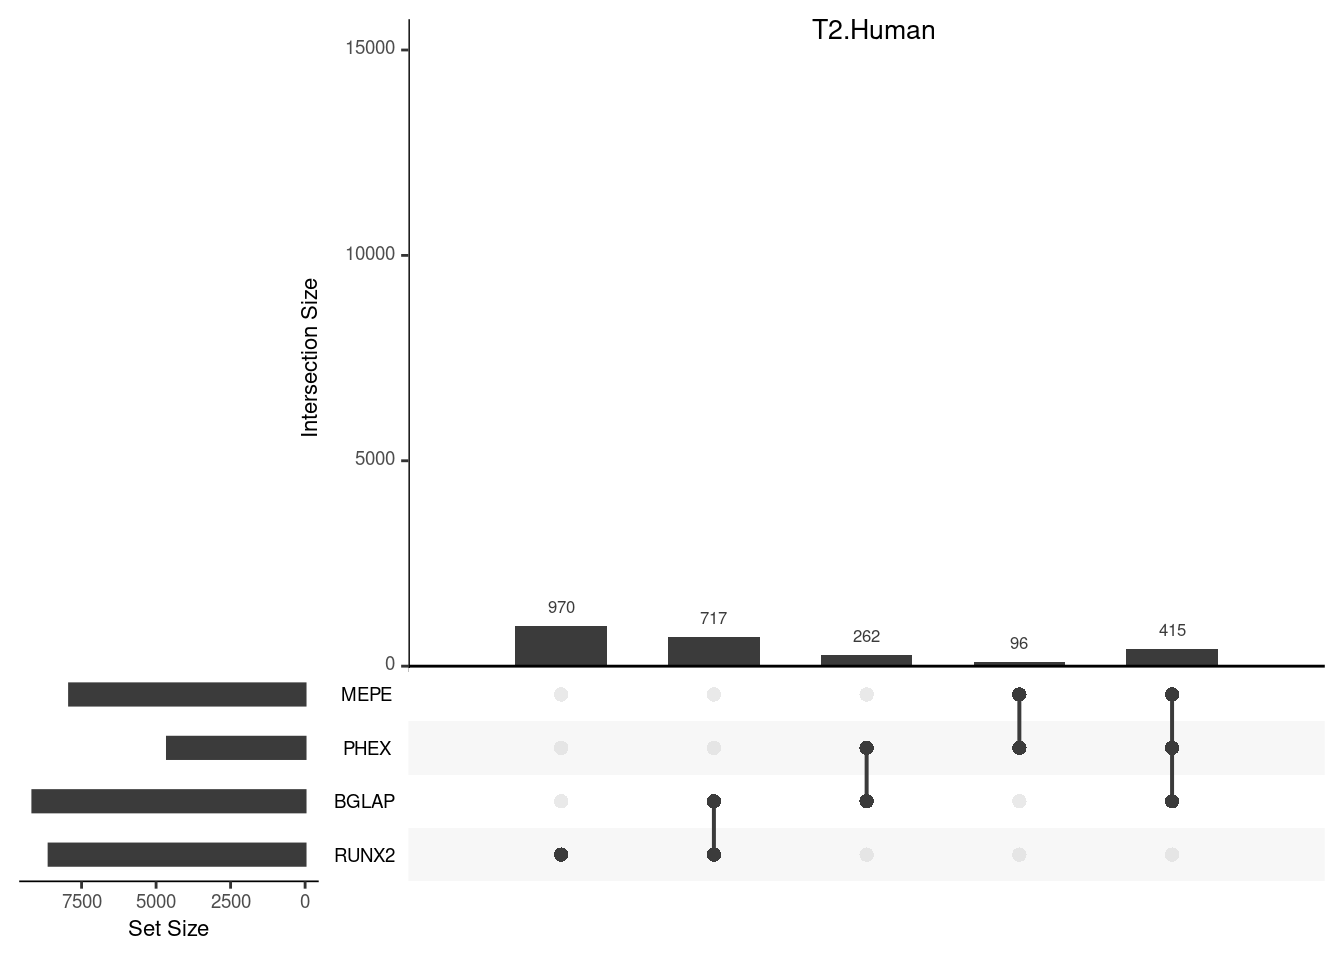 T2.Human
15000
10000
5000
0
Intersection Size
970
717
262
96
415
MEPE
PHEX
BGLAP
RUNX2
7500 5000 2500 0
Set Size